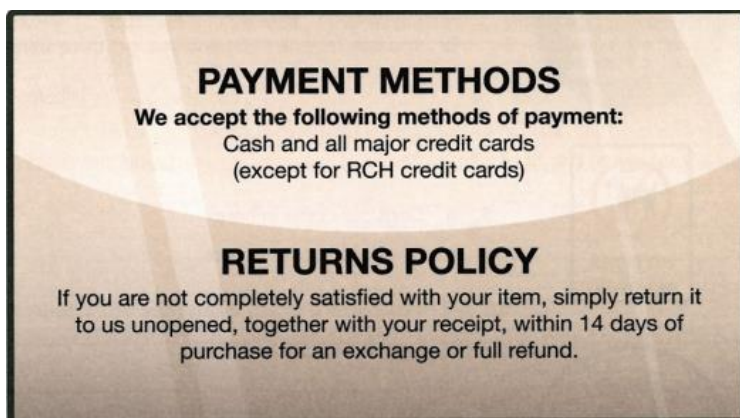 PAYMENT METHODS
We accept the following methods of payment:
Cash and all major credit cards
(except for RCH credit cards)
RETURNS POLICY
If you are not completely satisfied with your item, simply return it
to us unopened, together with your receipt, within 14 days of
purchase for an exchange or full refund.